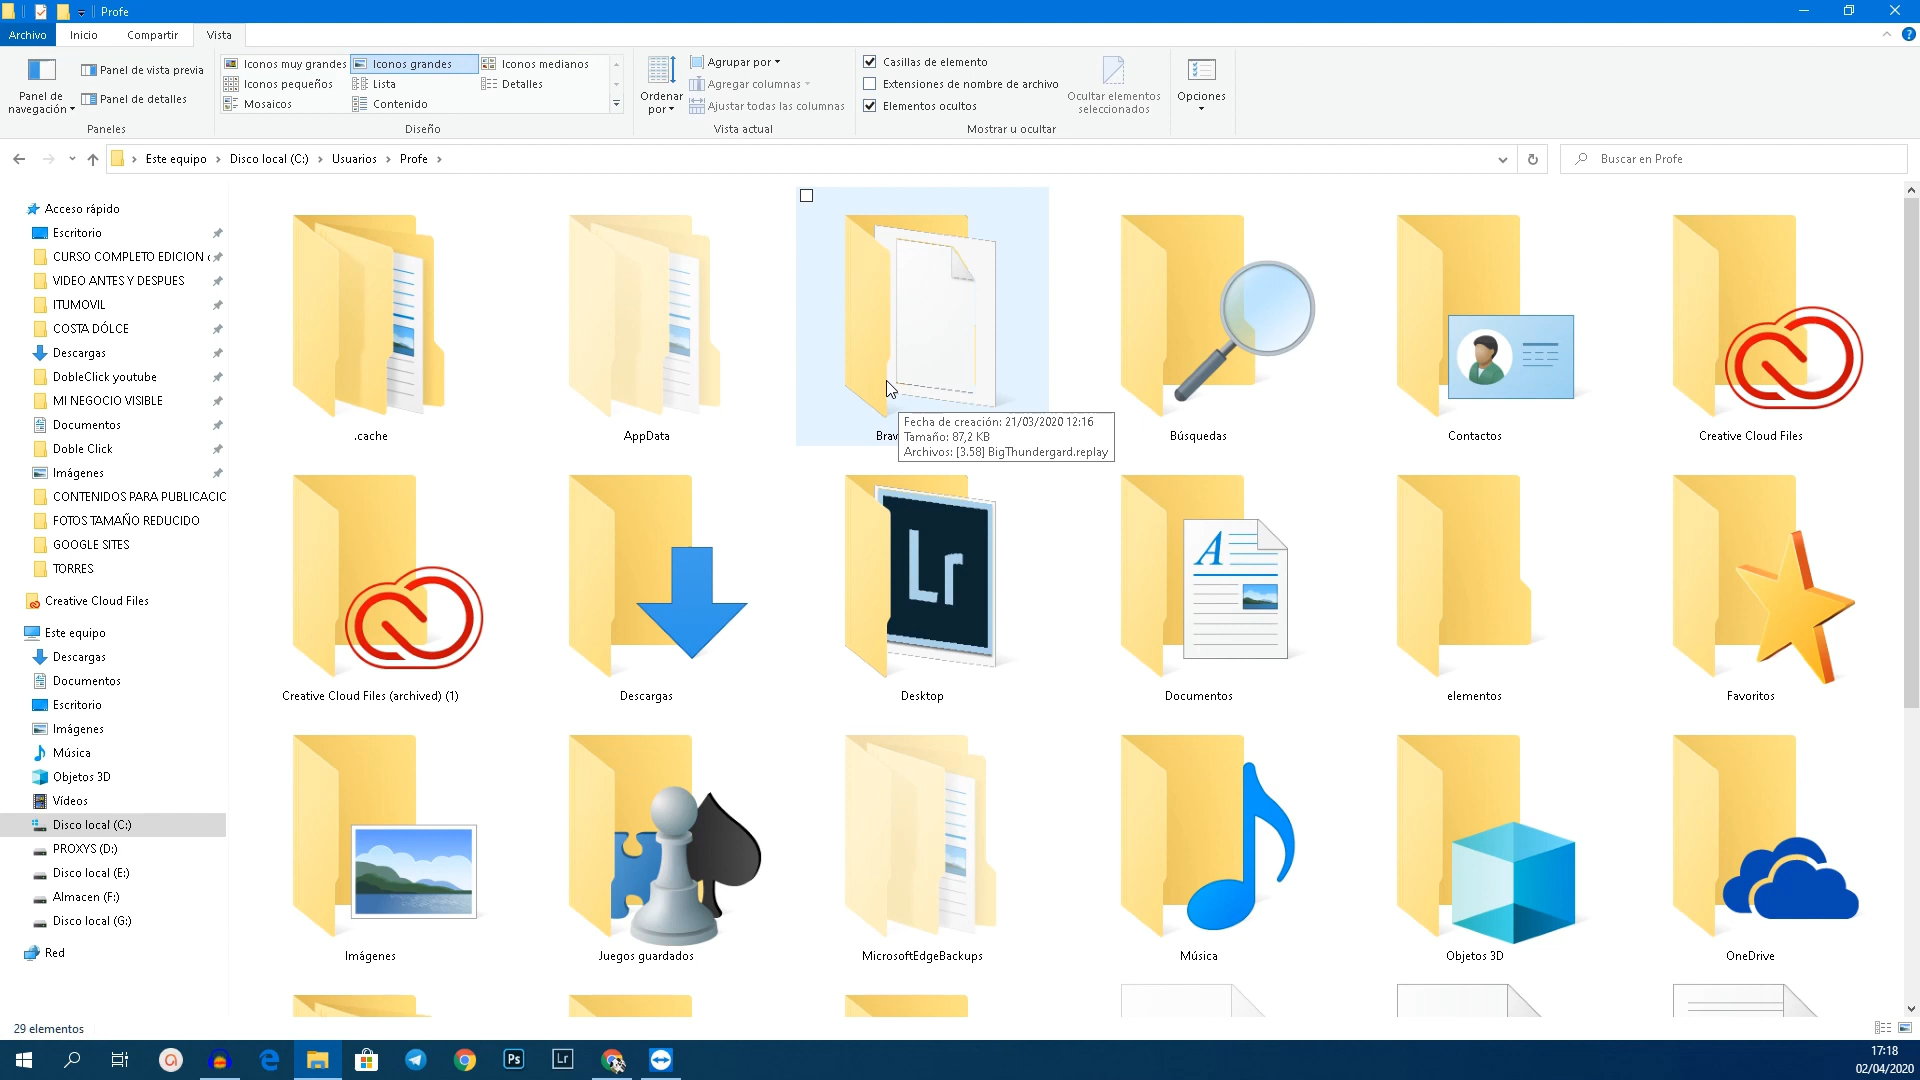 Profe
Archivo
Inicio
Compartir
Vista
Panel de navegación
Panel de vista previa
Panel de detalles
Paneles
Iconos muy grandes
Iconos grandes
Iconos medianos
Iconos pequeños
Lista
Detalles
Mosaicos
Contenido
Diseño
Ordenar por
Agrupar por
Agregar columnas
Ajustar todas las columnas
Vista actual
Casillas de elemento
Extensiones de nombre de archivo
Elementos ocultos
Ocultar elementos seleccionados
Mostrar u ocultar
Opciones
Este equipo > Disco local (C:) > Usuarios > Profe >
Buscar en Profe
Acceso rápido
Escritorio
CURSO COMPLETO EDICION
VIDEO ANTES Y DESPUES
ITUMOVIL
COSTA DÓLCE
Descargas
DobleClick youtube
MI NEGOCIO VISIBLE
Documentos
Doble Click
Imágenes
CONTENIDOS PARA PUBLICACIC
FOTOS TAMAÑO REDUCIDO
GOOGLE SITES
TORRES
Creative Cloud Files
Este equipo
Descargas
Documentos
Escritorio
Imágenes
Música
Objetos 3D
Vídeos
Disco local (C:)
PROXYS (D:)
Disco local (E:)
Almacen (F:)
Disco local (G:)
Red
.cache
AppData
Brav
Búsquedas
Contactos
Creative Cloud Files
Fecha de creación: 21/03/2020 12:16
Tamaño: 87,2 KB
Archivos: [3.58] BigThundergard.replay
Creative Cloud Files (archived) (1)
Descargas
Lr
Desktop
A
Documentos
elementos
Favoritos
Imágenes
Juegos guardados
MicrosoftEdgeBackups
Música
Objetos 3D
OneDrive
29 elementos
Ps
Lr
17:18
02/04/2020